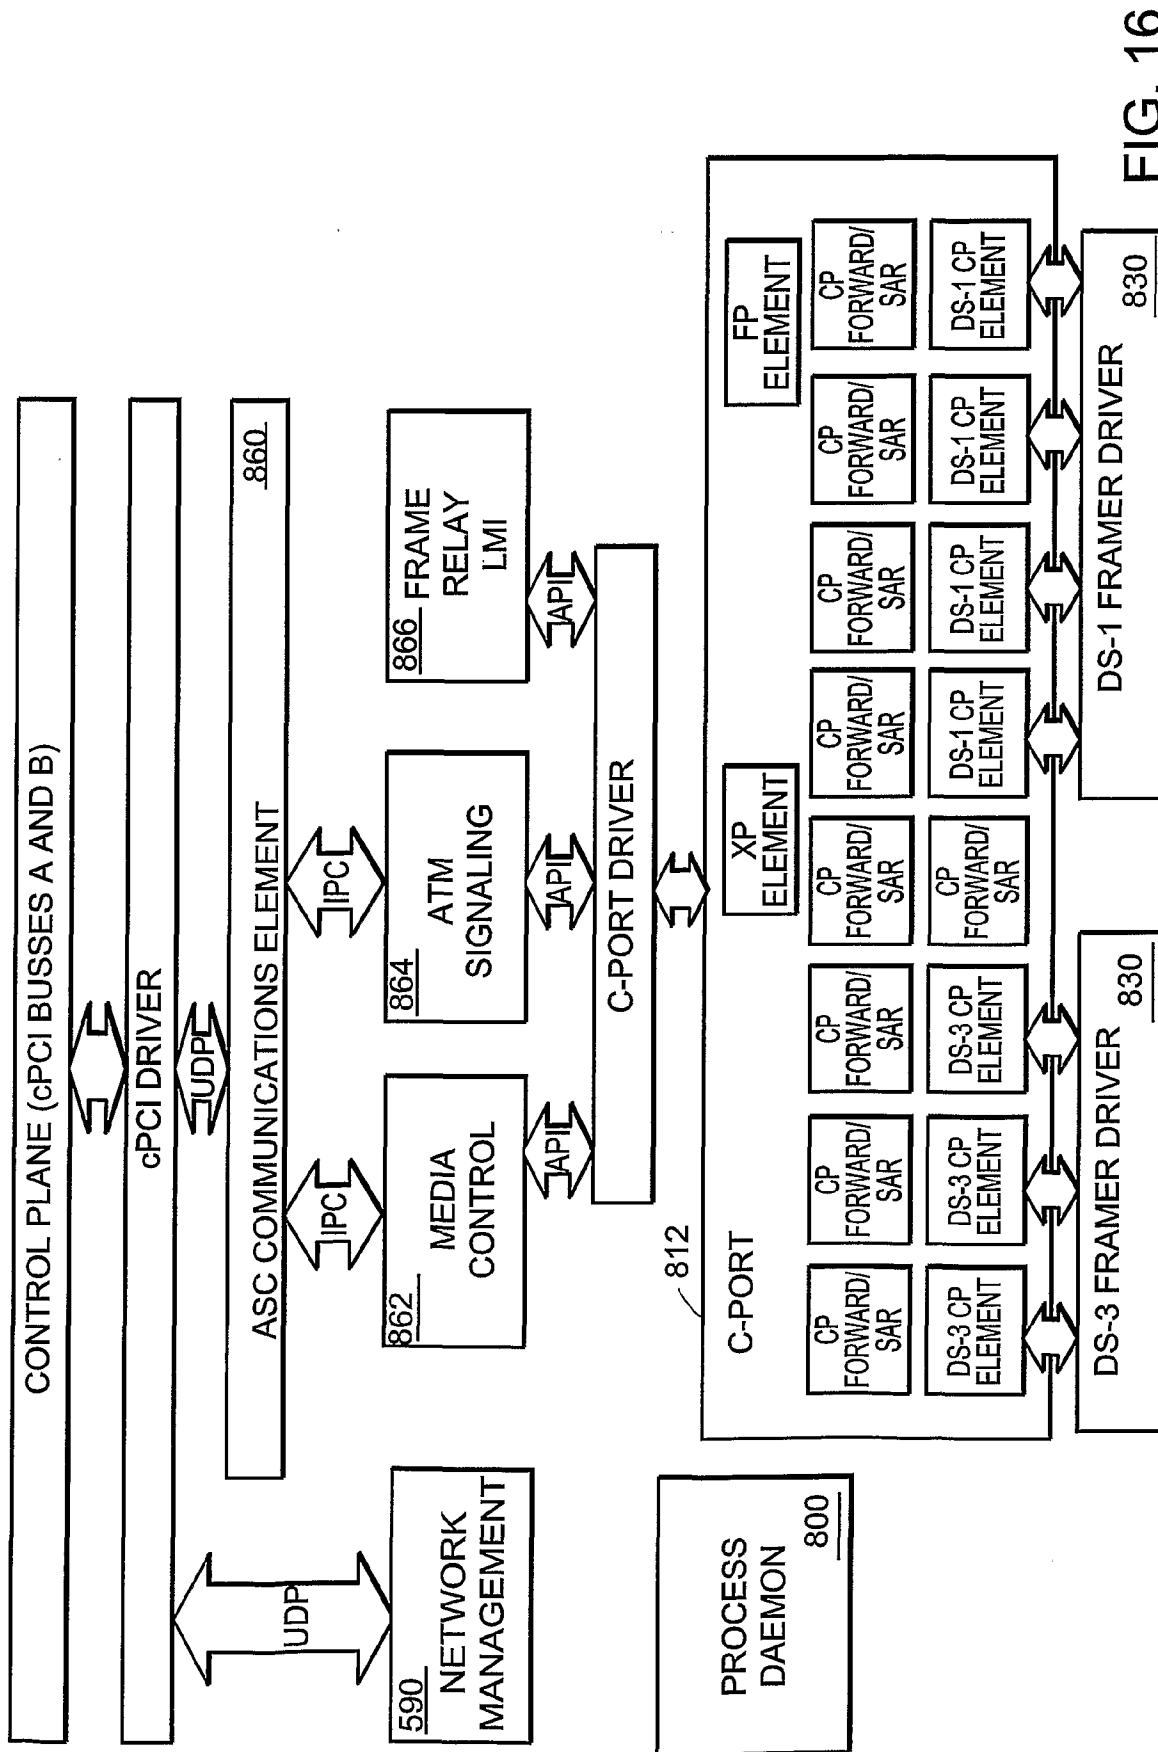 CONTROL PLANE (cPCI BUSSES A AND B)
cPCI DRIVER
UDP
UDP
ASC COMMUNICATIONS ELEMENT
860
IPC
IPC
590
NETWORK
MANAGEMENT
862
MEDIA
CONTROL
864
ATM
SIGNALING
866
FRAME
RELAY
LMI
API
API
API
C-PORT DRIVER
PROCESS
DAEMON
800
812
C-PORT
XP
ELEMENT
FP
ELEMENT
CP
FORWARD/
SAR
CP
FORWARD/
SAR
CP
FORWARD/
SAR
CP
FORWARD/
SAR
CP
FORWARD/
SAR
CP
FORWARD/
SAR
CP
FORWARD/
SAR
CP
FORWARD/
SAR
DS-3 CP
ELEMENT
DS-3 CP
ELEMENT
DS-3 CP
ELEMENT
CP
FORWARD/
SAR
DS-1 CP
ELEMENT
DS-1 CP
ELEMENT
DS-1 CP
ELEMENT
DS-1 CP
ELEMENT
DS-3 FRAMER DRIVER
830
DS-1 FRAMER DRIVER
830
FIG. 16